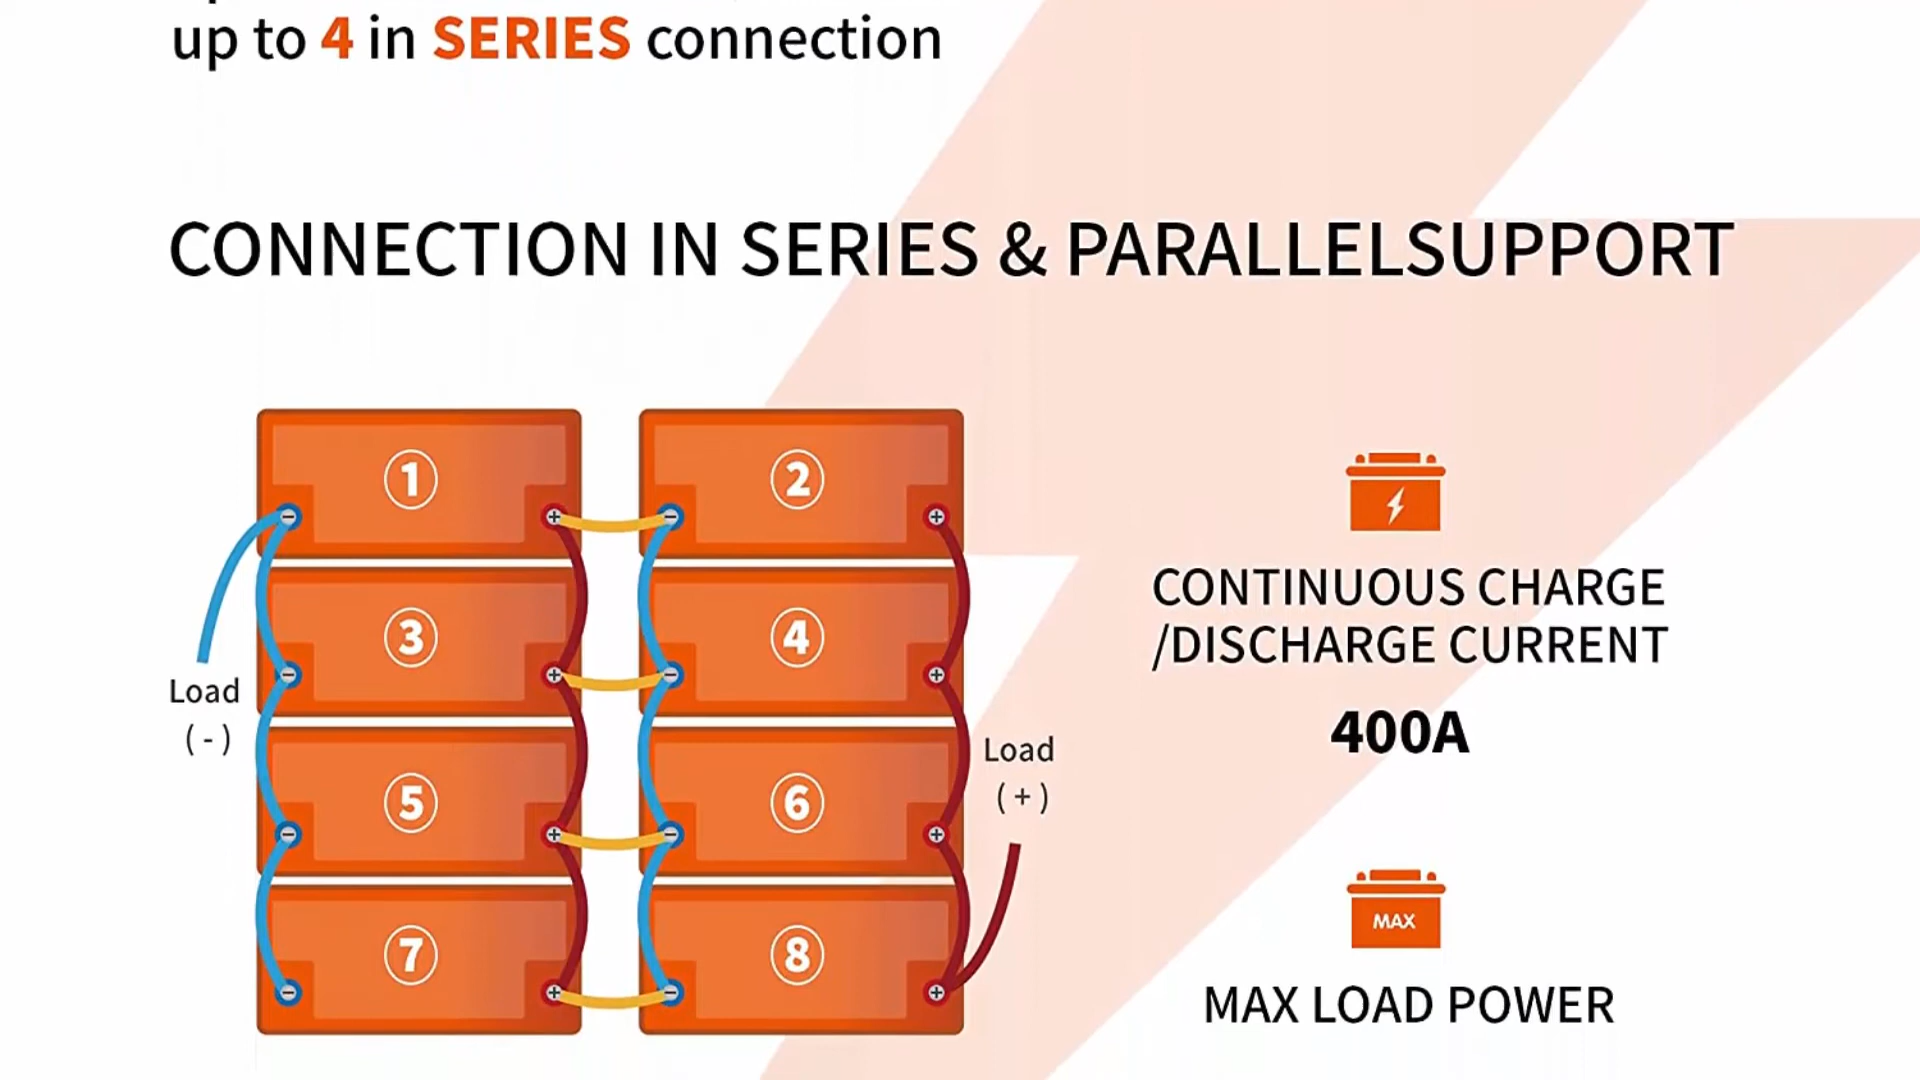 up to 4 in SERIES connection
CONNECTION IN SERIES & PARALLELSUPPORT
① ②
③ ④
⑤ ⑥
⑦ ⑧
Load
( - )
Load
( + )
CONTINUOUS CHARGE
/DISCHARGE CURRENT
400A
MAX
MAX LOAD POWER